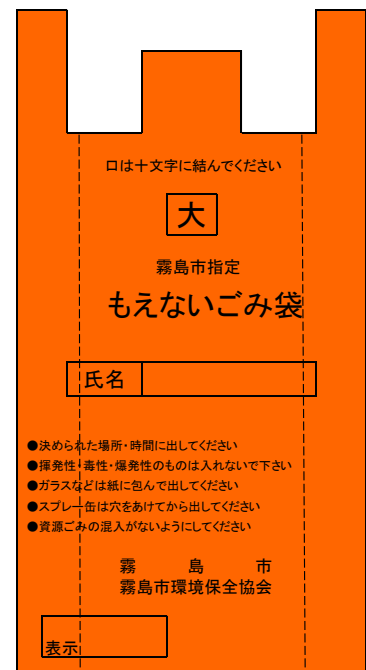 口は十文字に結んでください
大
霧島市指定
もえないごみ袋
氏名
●決められた場所・時間に出してください
●揮発性・毒性・爆発性のものは入れないで下さい
●ガラスなどは紙に包んで出してください
●スプレー缶は穴をあけてから出してください
●資源ごみの混入がないようにしてください
霧島市
霧島市環境保全協会
表示